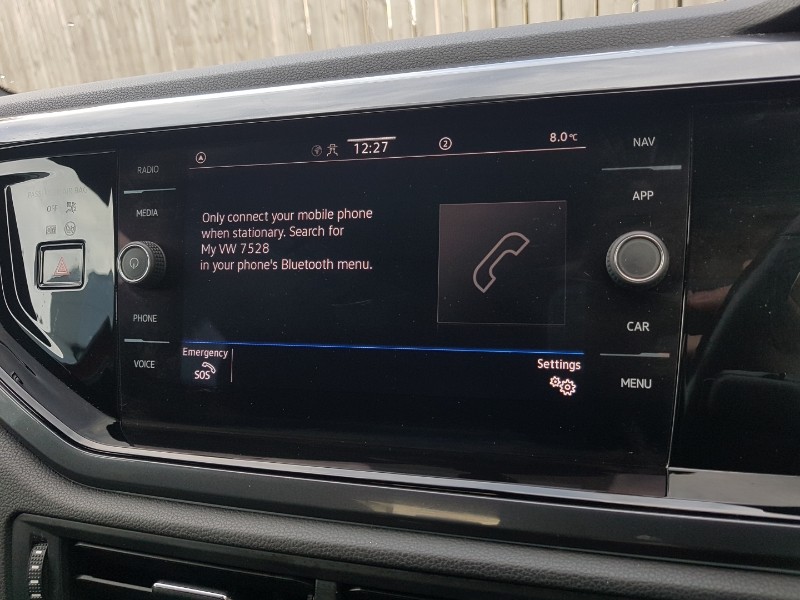 12:27
2
8.0°C
RADIO
MEDIA
PHONE
VOICE
Only connect your mobile phone
when stationary. Search for
My VW 7528
in your phone's Bluetooth menu.
Emergency
SOS
Settings
NAV
APP
CAR
MENU